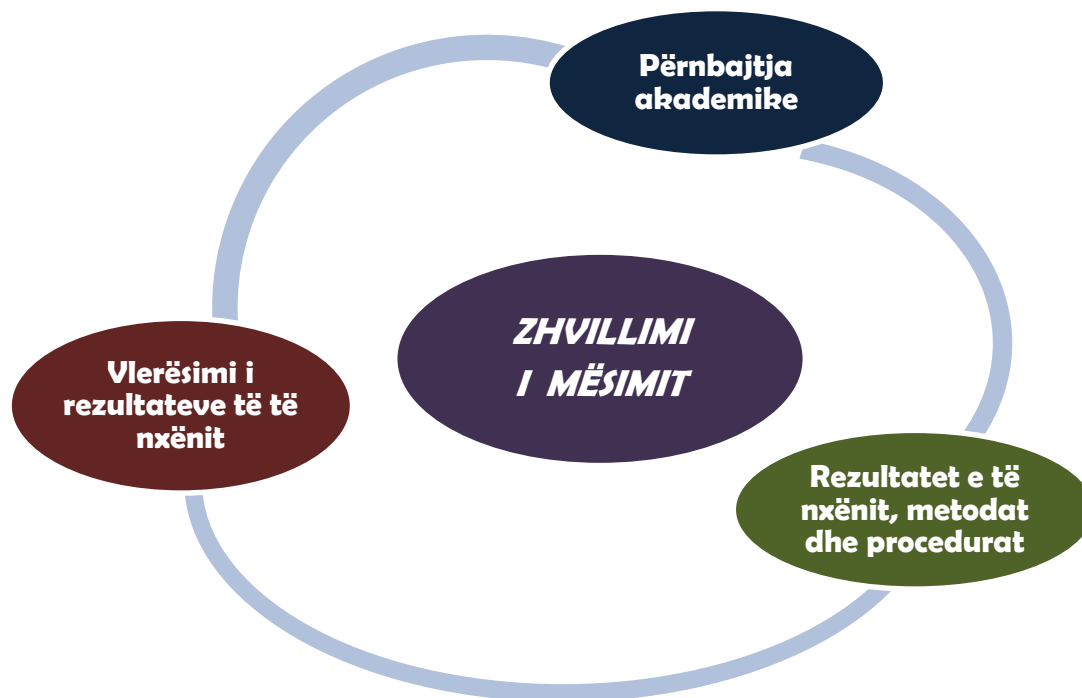 Përnbajtja
akademike
ZHVILLIMI
I MËSIMIT
Vlerësimi i
rezultateve të të
nxënit
Rezultatet e të
nxënit, metodat
dhe procedurat